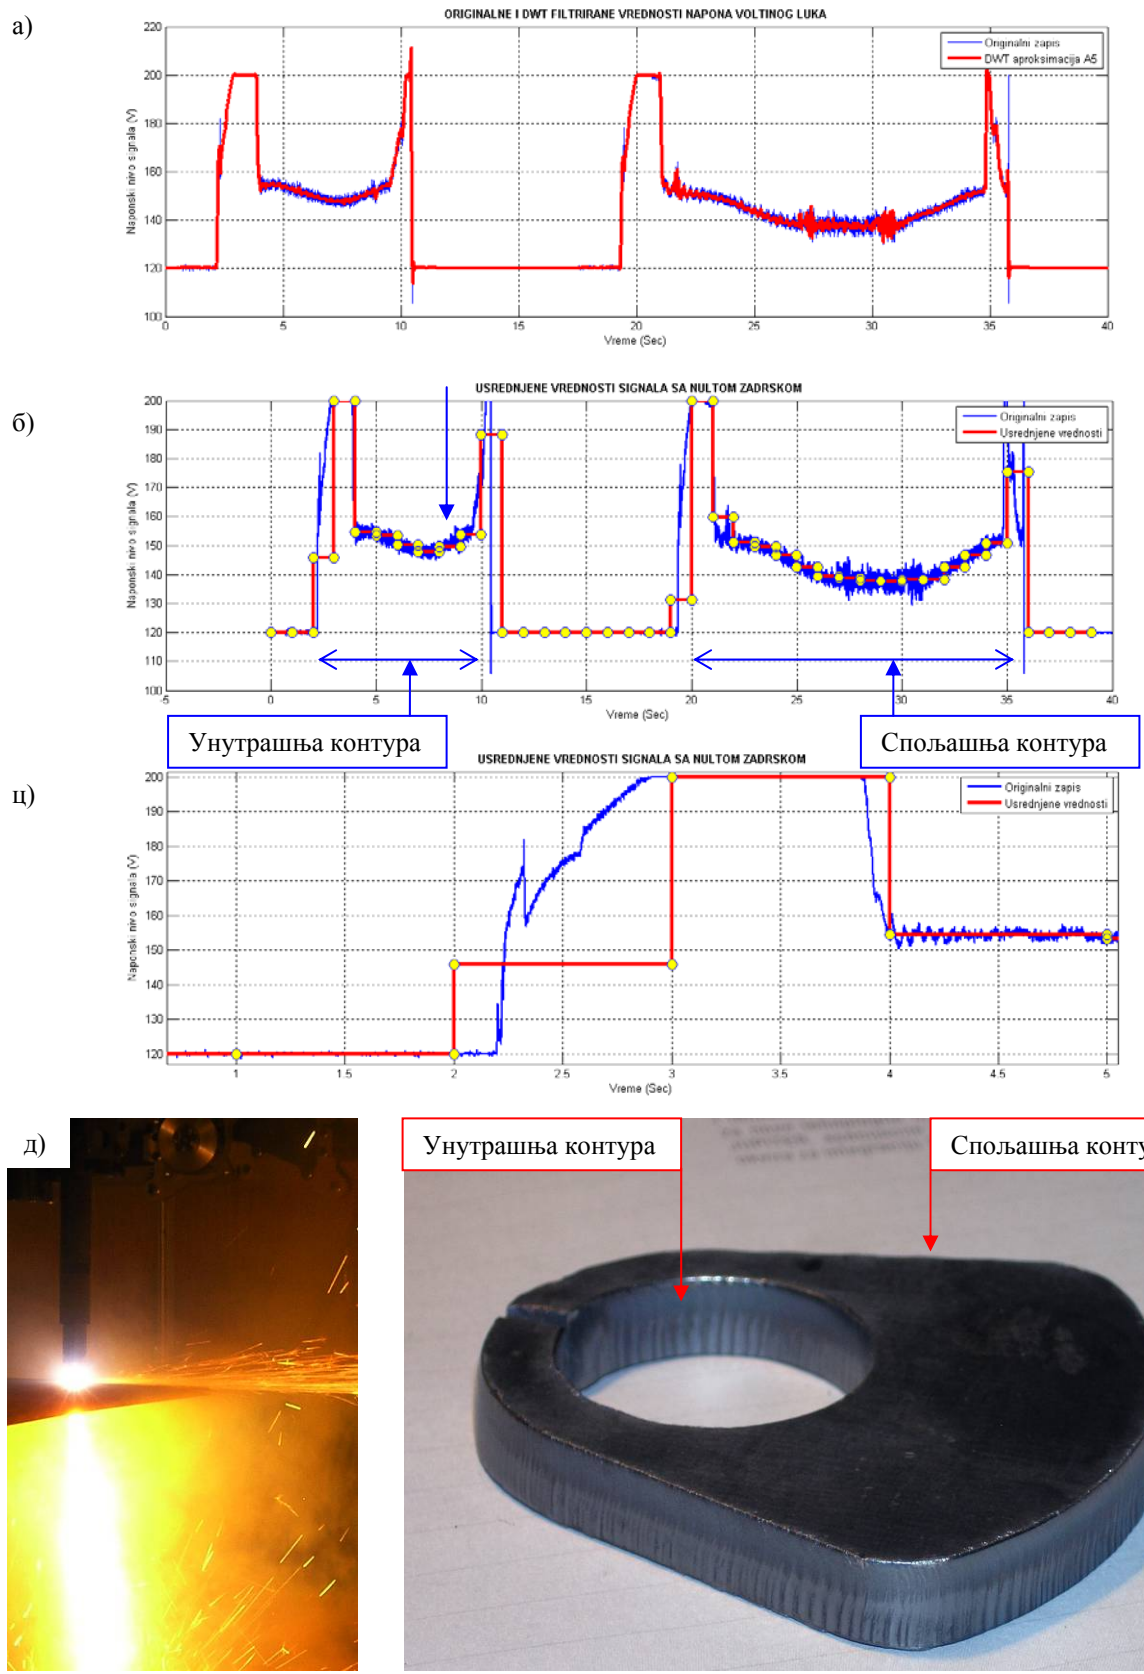 а)
ORIGINALNE I DWT FILTRIRANE VREDNOSTI NAPONA VOLTINOG LUKA
Naponski nivo signala (V)
220
200
180
160
140
120
100
Originalni zapis
DWT aproksimacija A5
0 5 10 15 20 25 30 35 40
Vreme (Sec)
б)
USREDNJENE VREDNOSTI SIGNALA SA NULTOM ZADRSKOM
Naponski nivo signala (V)
200
190
180
170
160
150
140
130
120
110
100
Originalni zapis
Usrednjene vrednosti
-5 0 5 10 15 20 25 30 35 40
Vreme (Sec)
Унутрашња контура
Спољашња контура
ц)
USREDNJENE VREDNOSTI SIGNALA SA NULTOM ZADRSKOM
Naponski nivo signala (V)
200
190
180
170
160
150
140
130
120
Originalni zapis
Usrednjene vrednosti
1 1.5 2 2.5 3 3.5 4 4.5 5
Vreme (Sec)
д)
Унутрашња контура
Спољашња конту